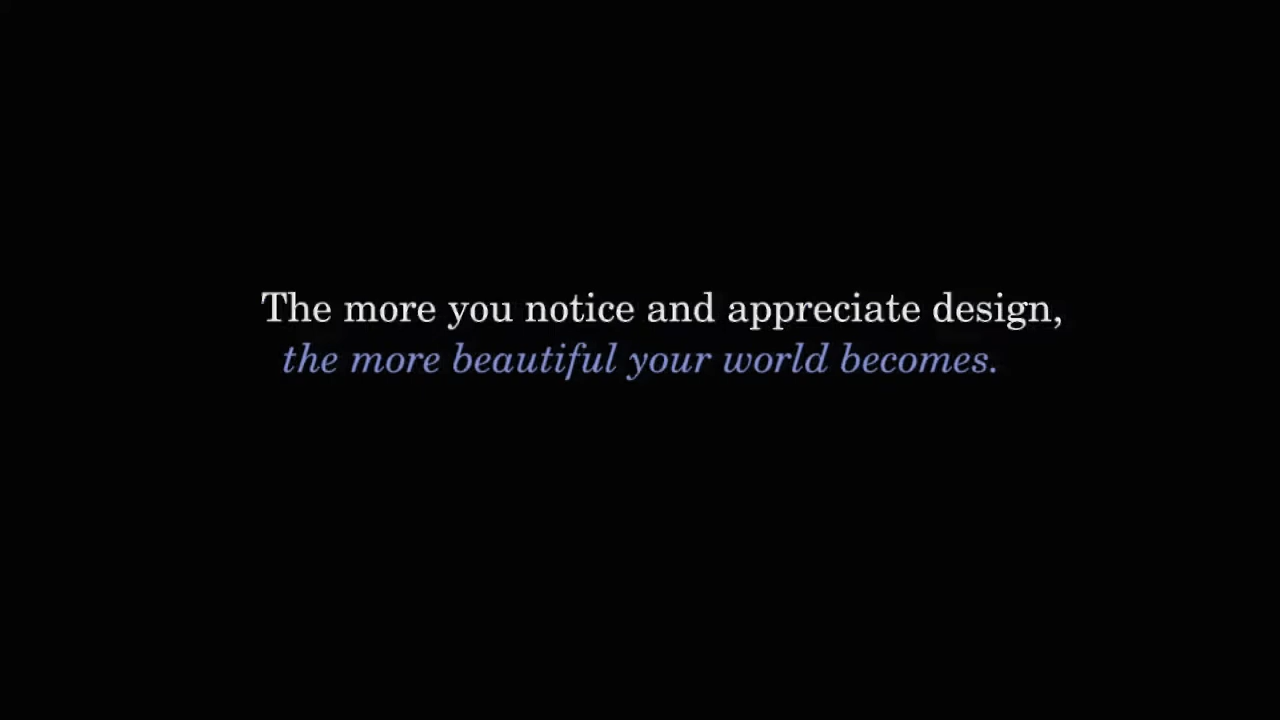 The more you notice and appreciate design,
the more beautiful your world becomes.